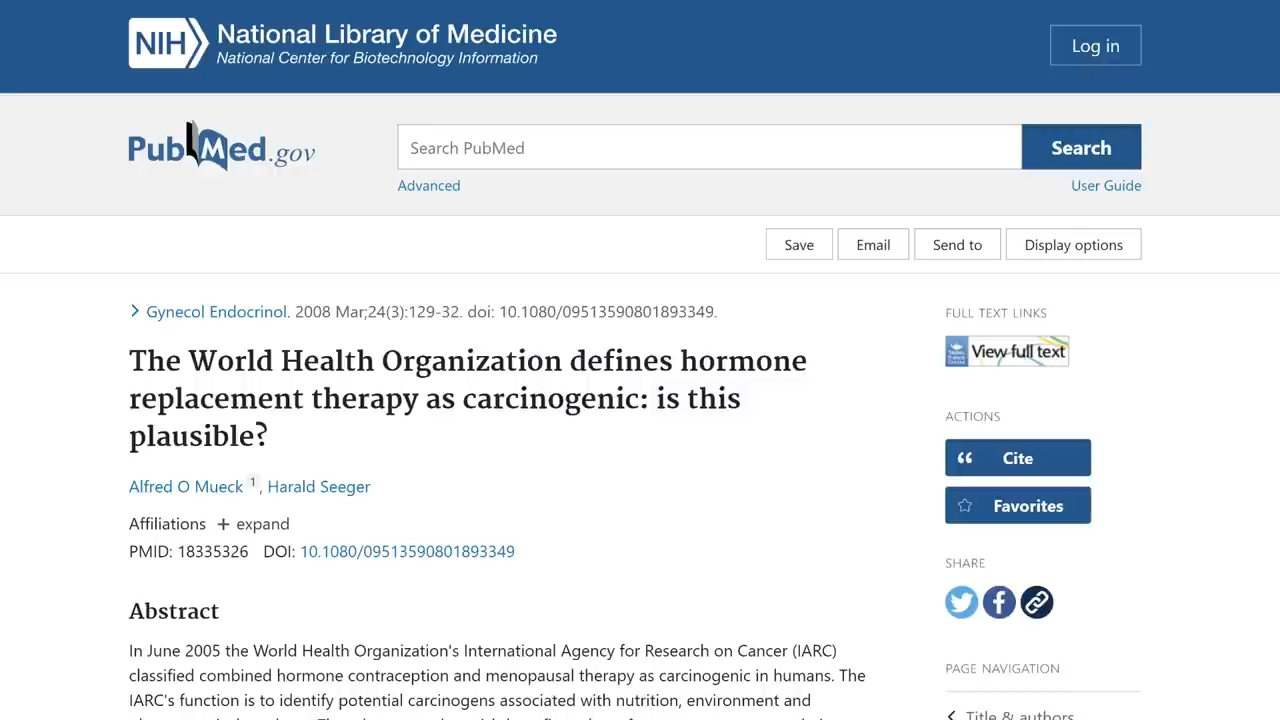 NIH National Library of Medicine
National Center for Biotechnology Information
Log in
PubMed.gov
Search PubMed
Search
Advanced
User Guide
Save
Email
Send to
Display options
Gynecol Endocrinol. 2008 Mar;24(3):129-32. doi: 10.1080/09513590801893349.
The World Health Organization defines hormone
replacement therapy as carcinogenic: is this
plausible?
Alfred O Mueck 1, Harald Seeger
Affiliations + expand
PMID: 18335326 DOI: 10.1080/09513590801893349
Abstract
In June 2005 the World Health Organization's International Agency for Research on Cancer (IARC)
classified combined hormone contraception and menopausal therapy as carcinogenic in humans. The
IARC's function is to identify potential carcinogens associated with nutrition, environment and
FULL TEXT LINKS
View full text
ACTIONS
Cite
Favorites
SHARE
PAGE NAVIGATION
Title & authors